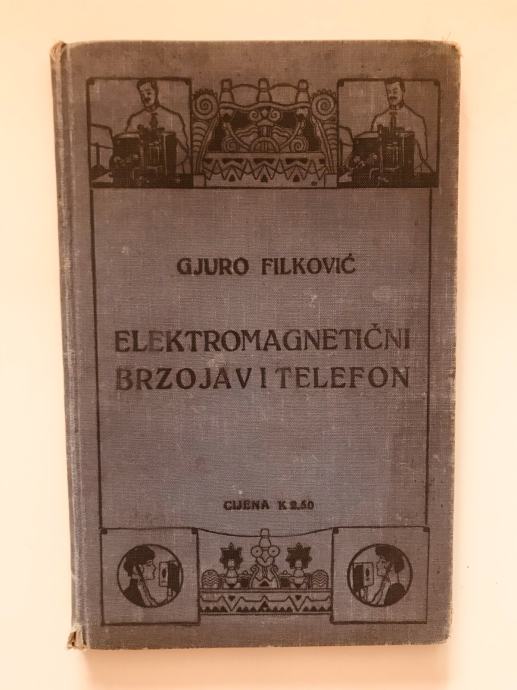 GJURO FILKOVIĆ
ELEKTROMAGNETIČNI
BRZOJAV I TELEFON
CIJENA K 2.50